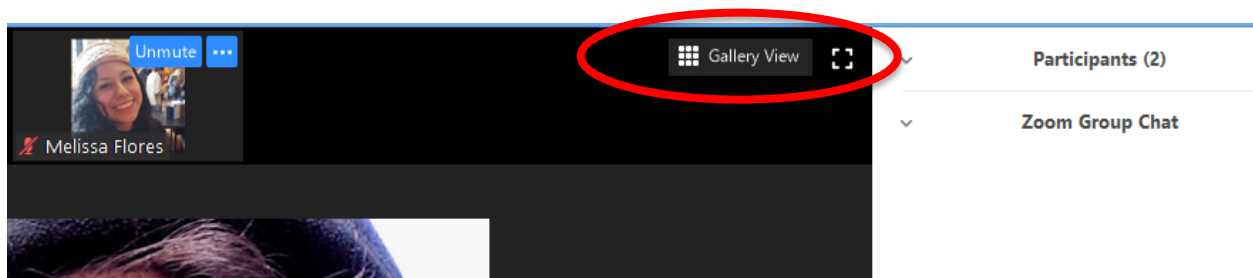 Unmute ...
Gallery View
Participants (2)
Melissa Flores
Zoom Group Chat